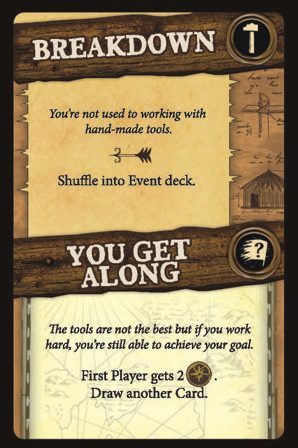 BREAKDOWN
You're not used to working with
hand-made tools.
Shuffle into Event deck.
YOU GET
ALONG
?
The tools are not the best but if you work
hard, you're still able to achieve your goal.
First Player gets 2 .
Draw another Card.